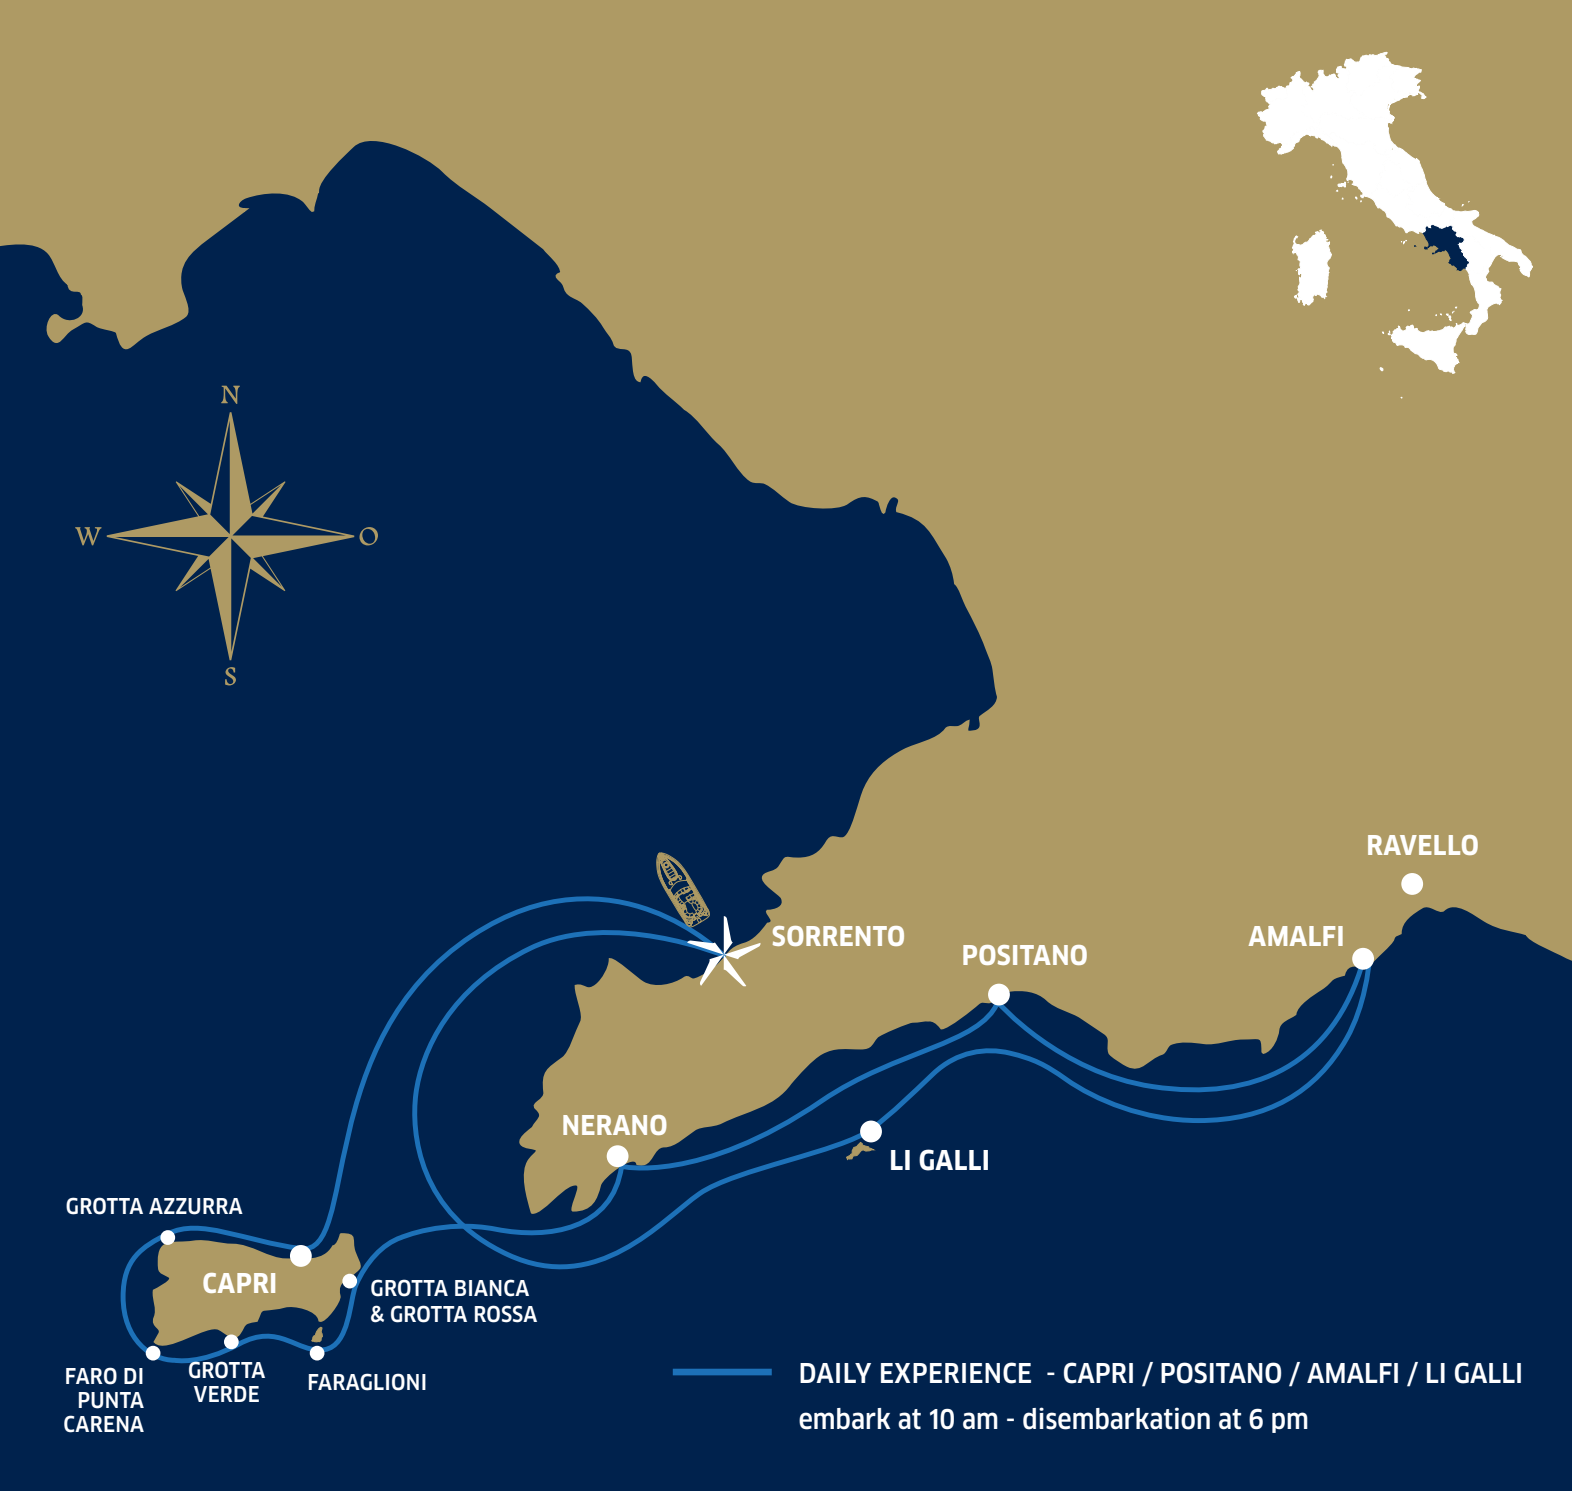 N
W
O
S
RAVELLO
SORRENTO
AMALFI
POSITANO
NERANO
LI GALLI
GROTTA AZZURRA
CAPRI
GROTTA BIANCA
& GROTTA ROSSA
FARO DI
PUNTA
CARENA
GROTTA
VERDE
FARAGLIONI
DAILY EXPERIENCE - CAPRI / POSITANO / AMALFI / LI GALLI
embark at 10 am - disembarkation at 6 pm